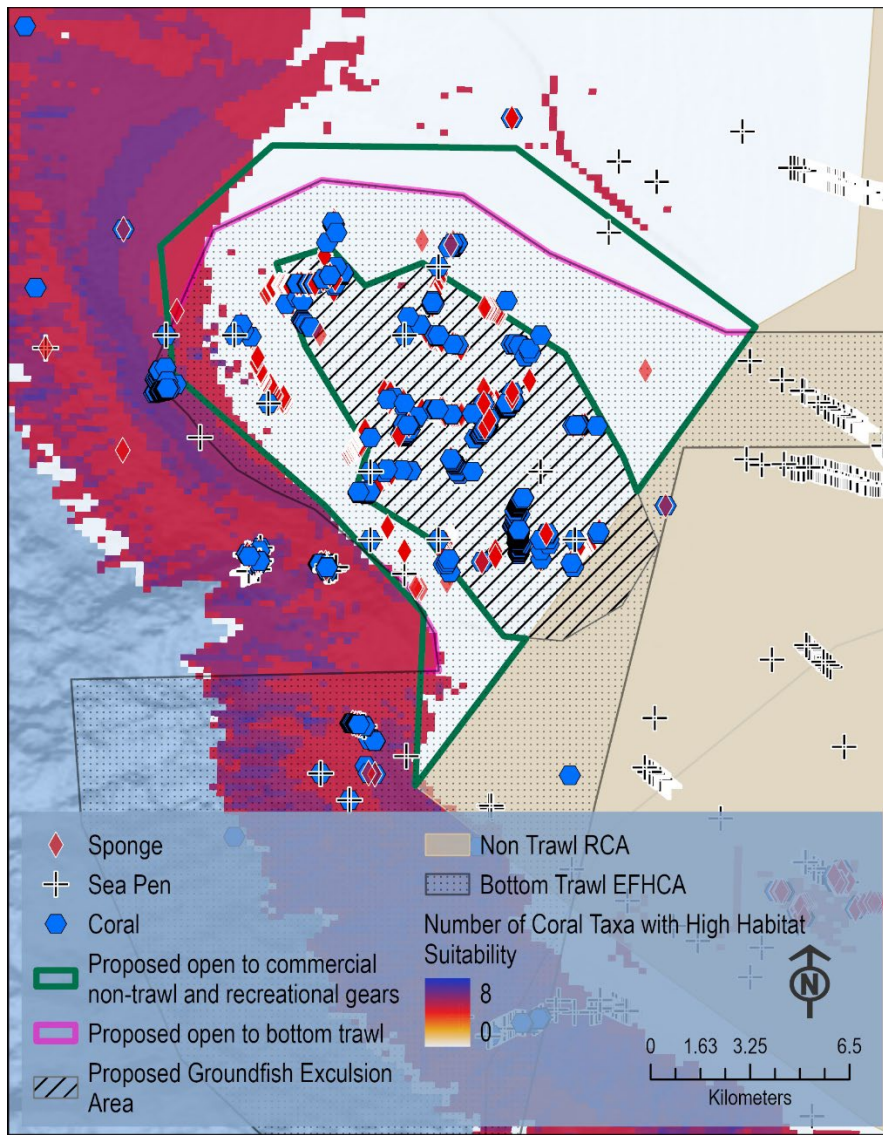 Sponge
Sea Pen
Coral
Proposed open to commercial
non-trawl and recreational gears
Proposed open to bottom trawl
Proposed Groundfish Exculsion
Area
Non Trawl RCA
Bottom Trawl EFHCA
Number of Coral Taxa with High Habitat
Suitability
8
0
N
0 1.63 3.25 6.5
Kilometers